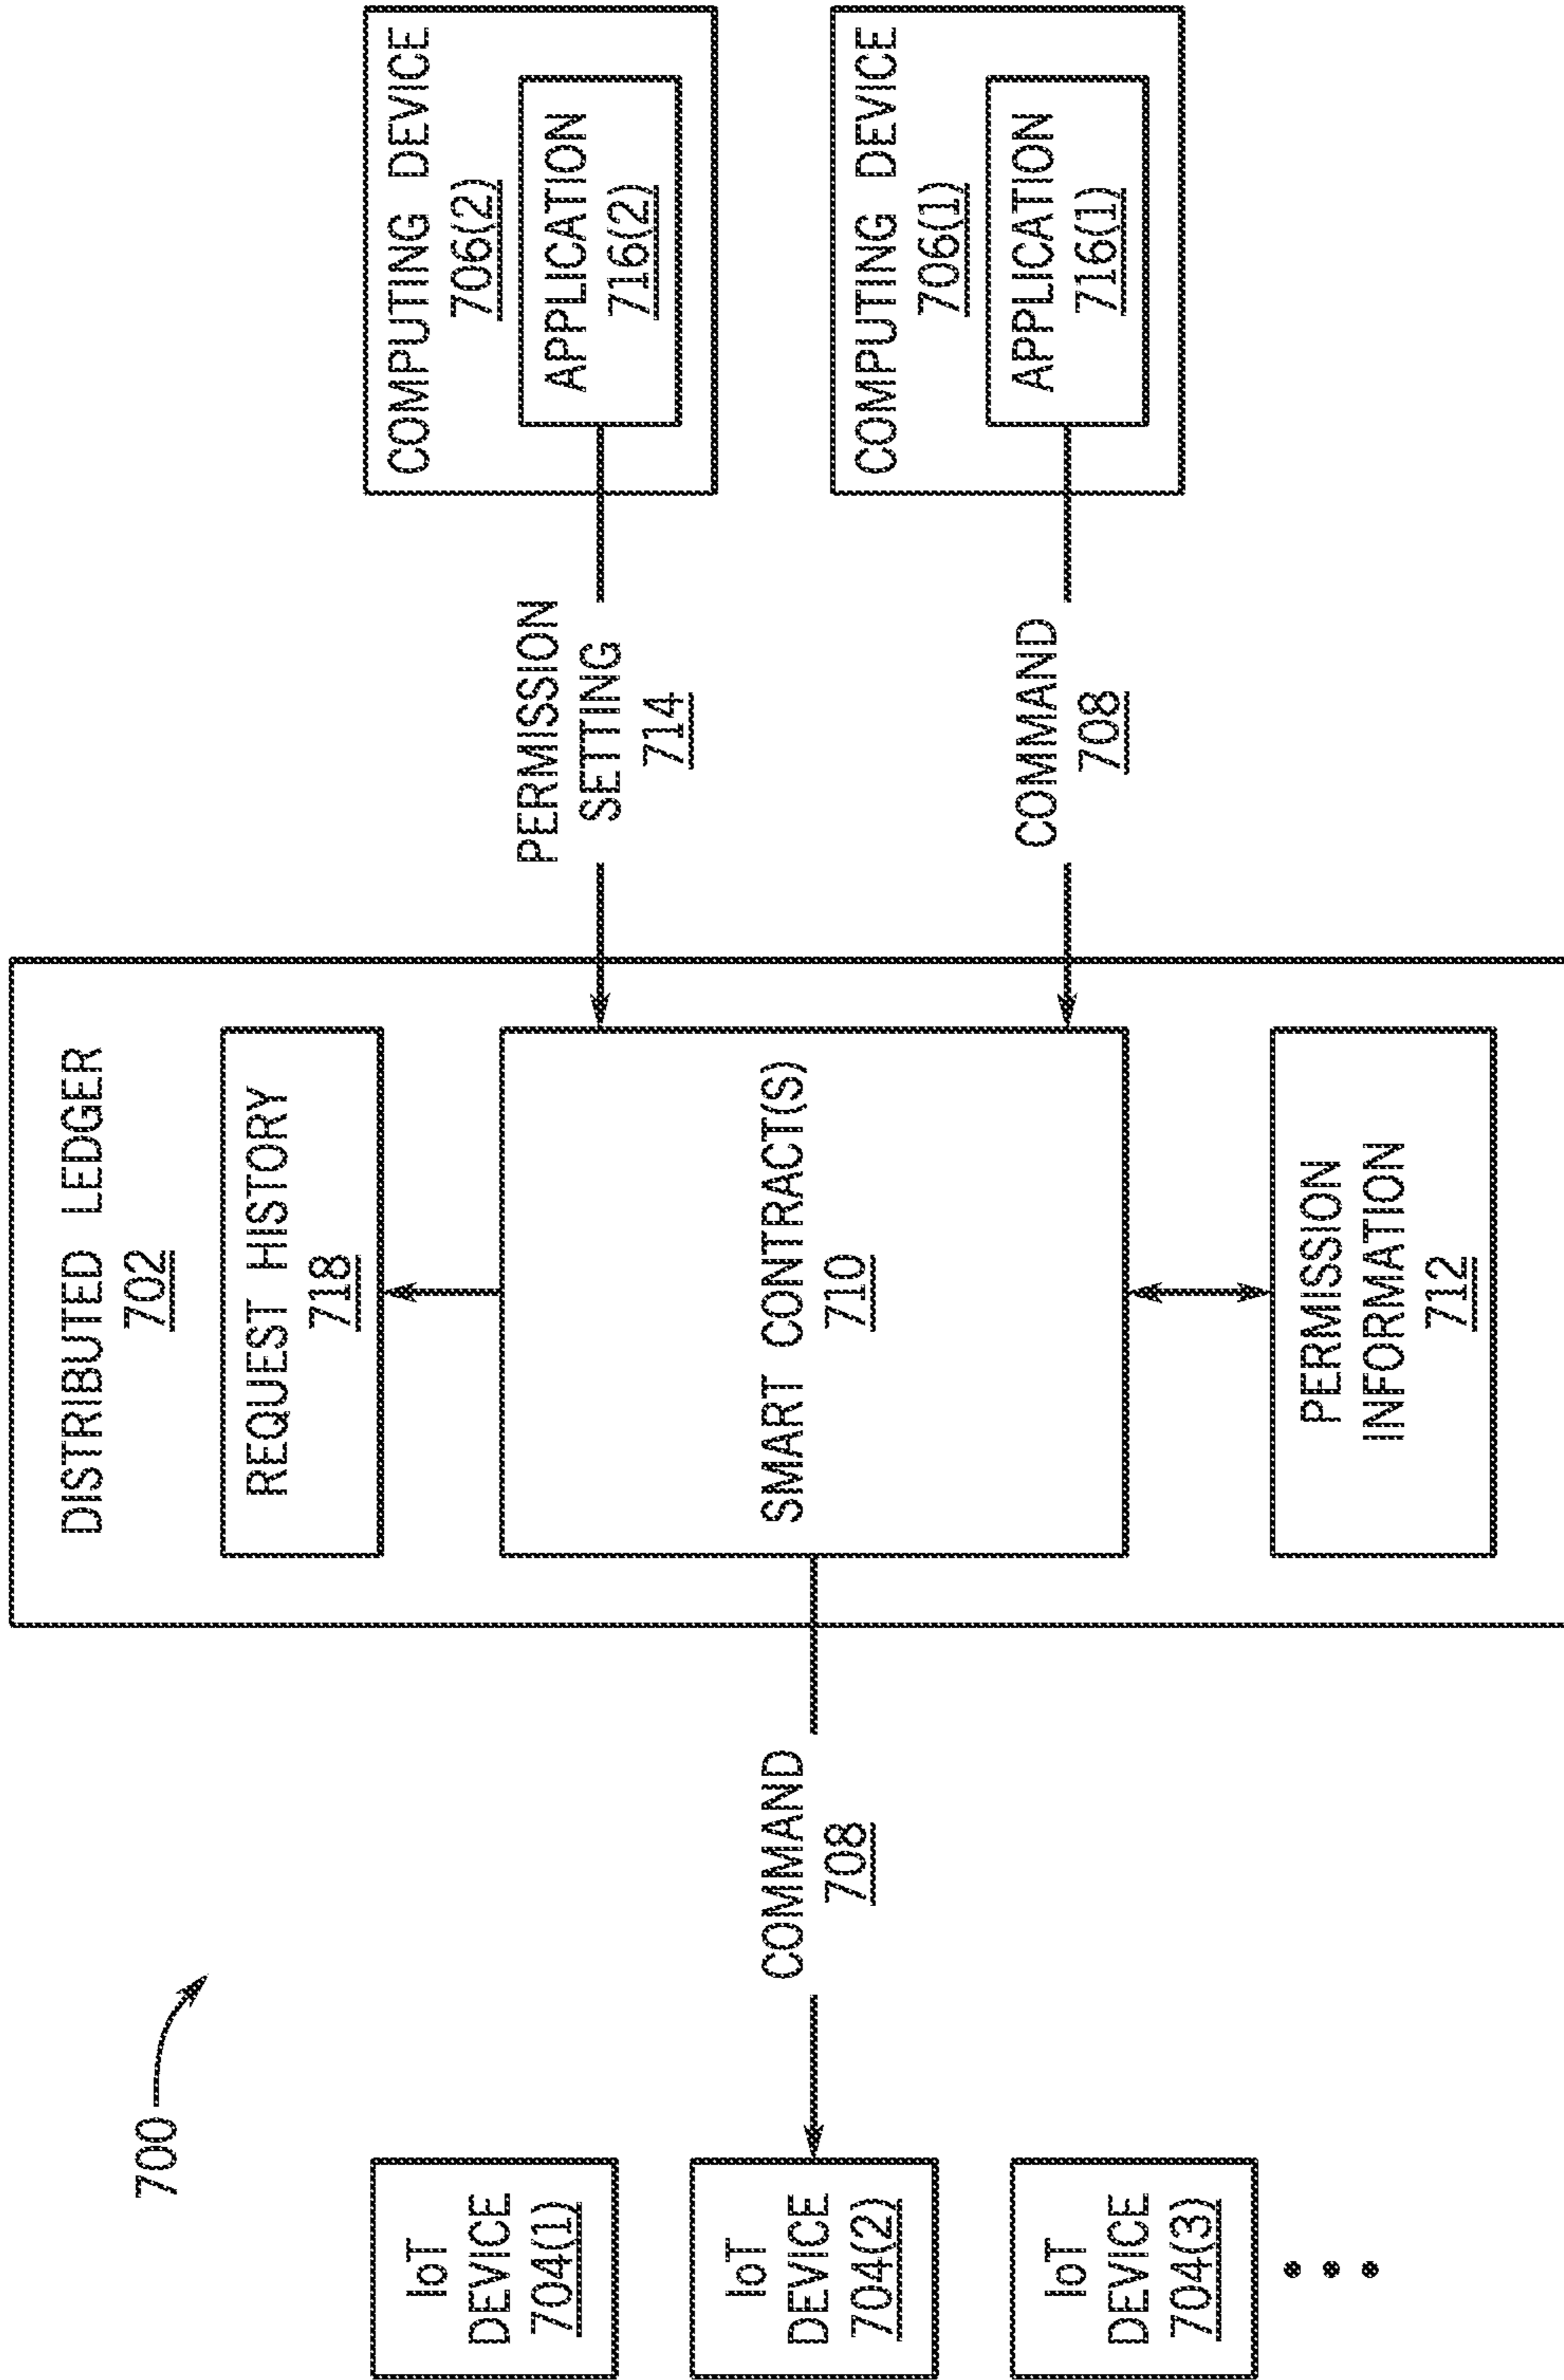 700
IoT
DEVICE
704(1)
IoT
DEVICE
704(2)
IoT
DEVICE
704(3)
COMMAND
708
DISTRIBUTED LEDGER
702
REQUEST HISTORY
718
SMART CONTRACT(S)
710
PERMISSION
INFORMATION
712
PERMISSION
SETTING
714
COMMAND
708
COMPUTING DEVICE
706(2)
APPLICATION
716(2)
COMPUTING DEVICE
706(1)
APPLICATION
716(1)